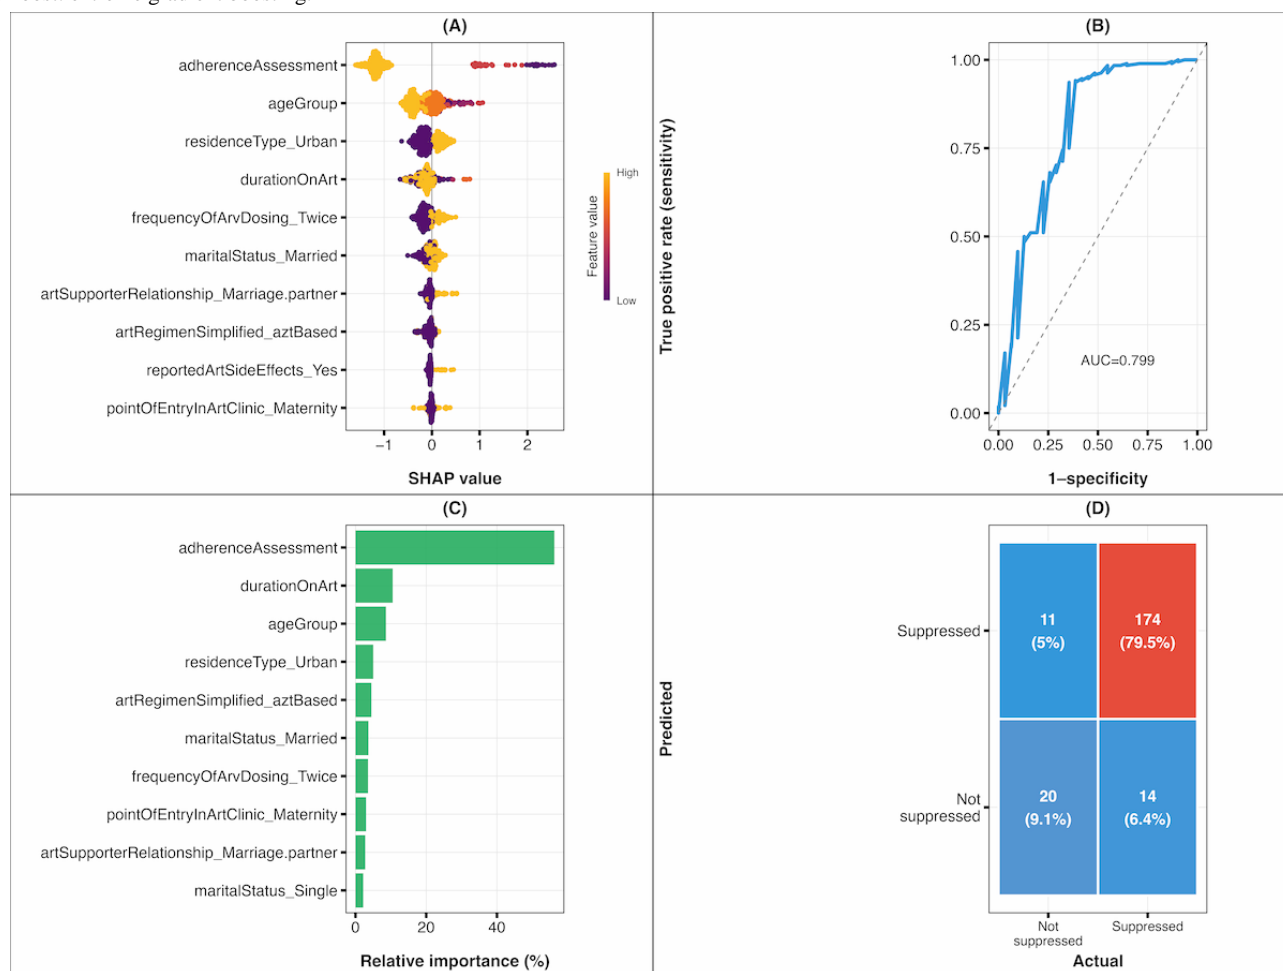 (A)
adherenceAssessment
ageGroup
residenceType_Urban
durationOnArt
frequencyOfArvDosing_Twice
maritalStatus_Married
artSupporterRelationship_Marriage.partner
artRegimenSimplified_aztBased
reportedArtSideEffects_Yes
pointOfEntryInArtClinic_Maternity
−1 0 1 2
SHAP value
High
Feature value
Low
(B)
True positive rate (sensitivity)
1.00
0.75
0.50
0.25
0.00
AUC=0.799
0.00 0.25 0.50 0.75 1.00
1−specificity
(C)
adherenceAssessment
durationOnArt
ageGroup
residenceType_Urban
artRegimenSimplified_aztBased
maritalStatus_Married
frequencyOfArvDosing_Twice
pointOfEntryInArtClinic_Maternity
artSupporterRelationship_Marriage.partner
maritalStatus_Single
0 20 40
Relative importance (%)
(D)
Predicted
Suppressed
11
(5%)
174
(79.5%)
Not
suppressed
20
(9.1%)
14
(6.4%)
Not
suppressed
Suppressed
Actual